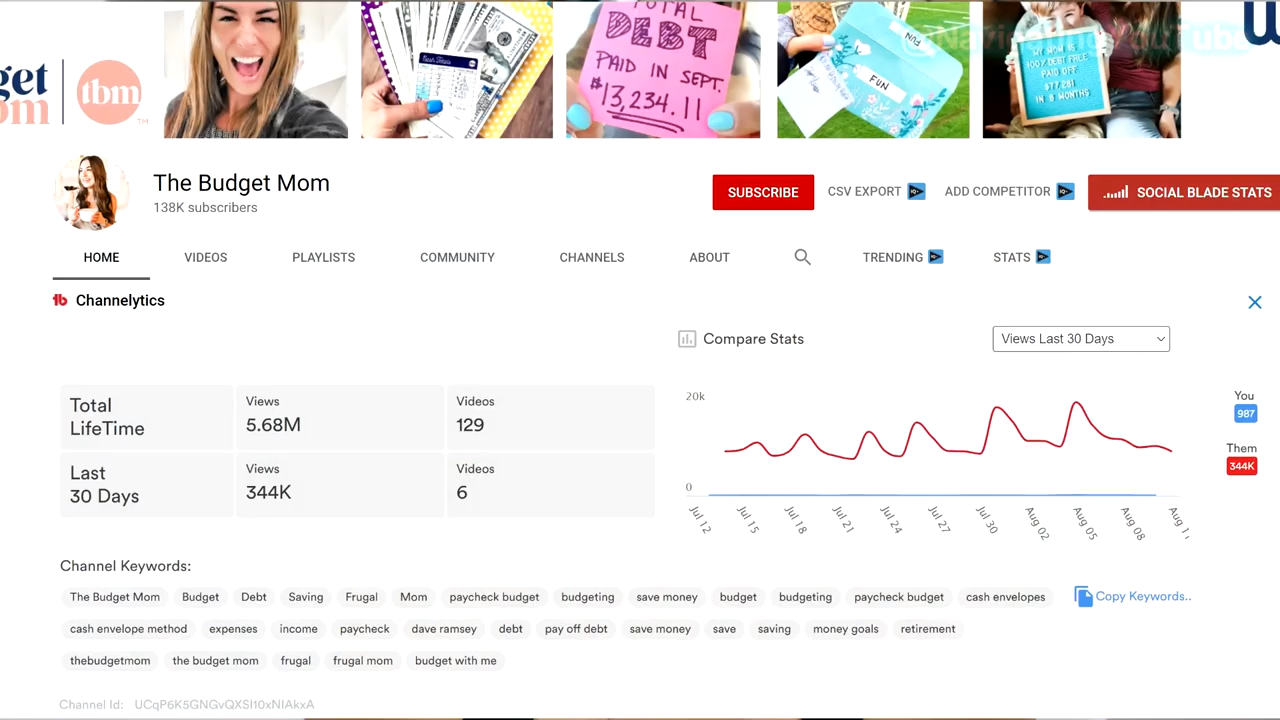 get
om
tbm
TM
TOTAL
DEBT
PAID IN SEPT.
$13,234.11
FUN
FUN
MY MOM IS
100% DEBT FREE
PAID OFF
$77,281
IN 8 MONTHS
The Budget Mom
138K subscribers
SUBSCRIBE
CSV EXPORT
ADD COMPETITOR
SOCIAL BLADE STATS
HOME
VIDEOS
PLAYLISTS
COMMUNITY
CHANNELS
ABOUT
TRENDING
STATS
Channelytics
Compare Stats
Views Last 30 Days
Total
LifeTime
Views
5.68M
Videos
129
Last
30 Days
Views
344K
Videos
6
20k
0
Jul 12
Jul 15
Jul 18
Jul 21
Jul 24
Jul 27
Jul 30
Aug 02
Aug 05
Aug 08
Aug 1
You
987
Them
344K
Channel Keywords:
The Budget Mom Budget Debt Saving Frugal Mom paycheck budget budgeting save money budget budgeting paycheck budget cash envelopes
Copy Keywords..
cash envelope method expenses income paycheck dave ramsey debt pay off debt save money save saving money goals retirement
thebudgetmom the budget mom frugal frugal mom budget with me
Channel Id: UCqP6K5GNGvQXSI10xNIAkxA